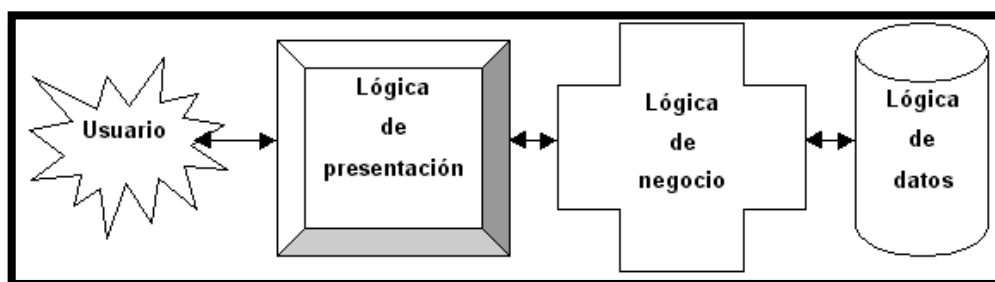 Usuario
Lógica
de
presentación
Lógica
de
negocio
Lógica
de
datos